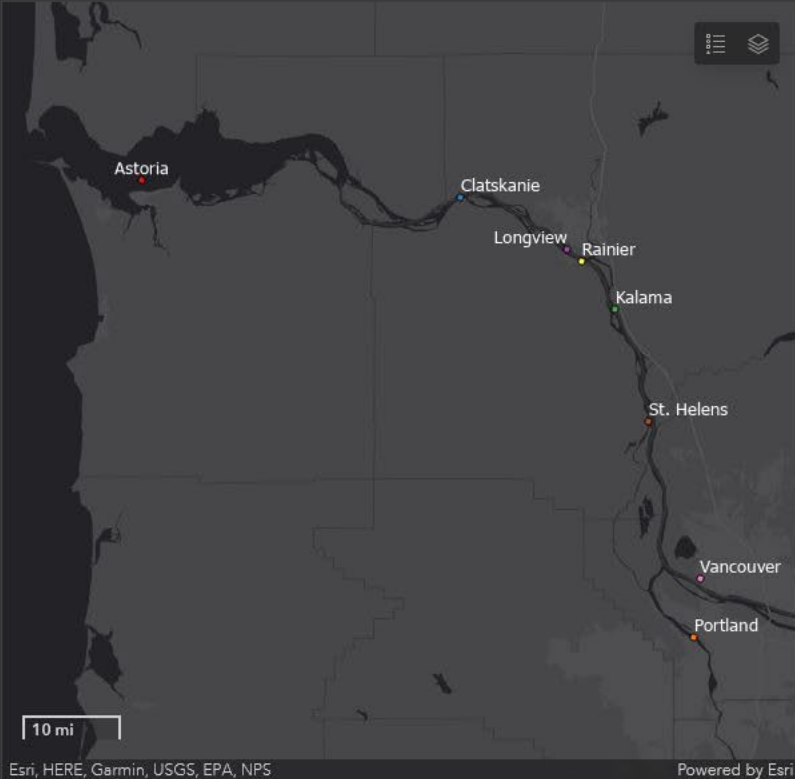 Astoria
Clatskanie
Longview
Rainier
Kalama
St. Helens
Vancouver
Portland
10 mi
Esri, HERE, Garmin, USGS, EPA, NPS
Powered by Esri